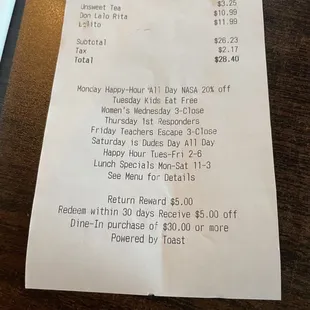 Unsweet Tea $3.25
Don Lalo Rita $10.99
$11.99
Subtotal $26.23
Tax $2.17
Total $28.40
Monday Happy-Hour All Day NASA 20% off
Tuesday Kids Eat Free
Women's Wednesday 3-Close
Thursday 1st Responders
Friday Teachers Escape 3-Close
Saturday is Dudes Day All Day
Happy Hour Tues-Fri 2-6
Lunch Specials Mon-Sat 11-3
See Menu for Details
Return Reward $5.00
Redeem within 30 days Receive $5.00 off
Dine-In purchase of $30.00 or more
Powered by Toast